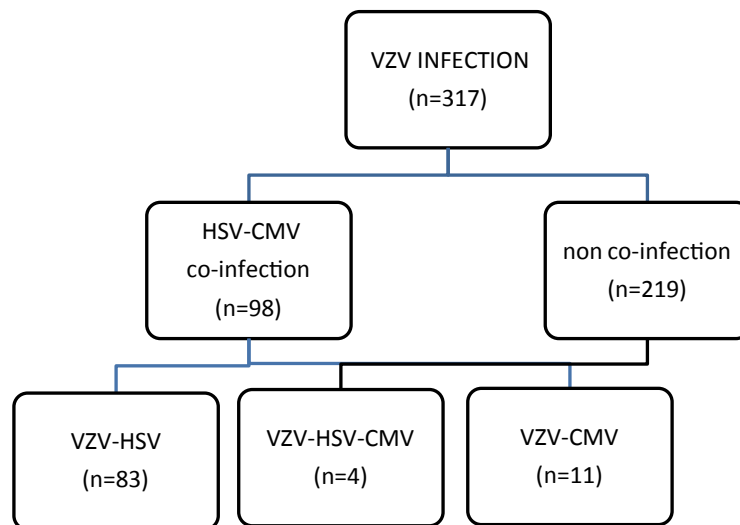 VZV INFECTION
(n=317)
HSV-CMV
co-infection
(n=98)
non co-infection
(n=219)
VZV-HSV
(n=83)
VZV-HSV-CMV
(n=4)
VZV-CMV
(n=11)